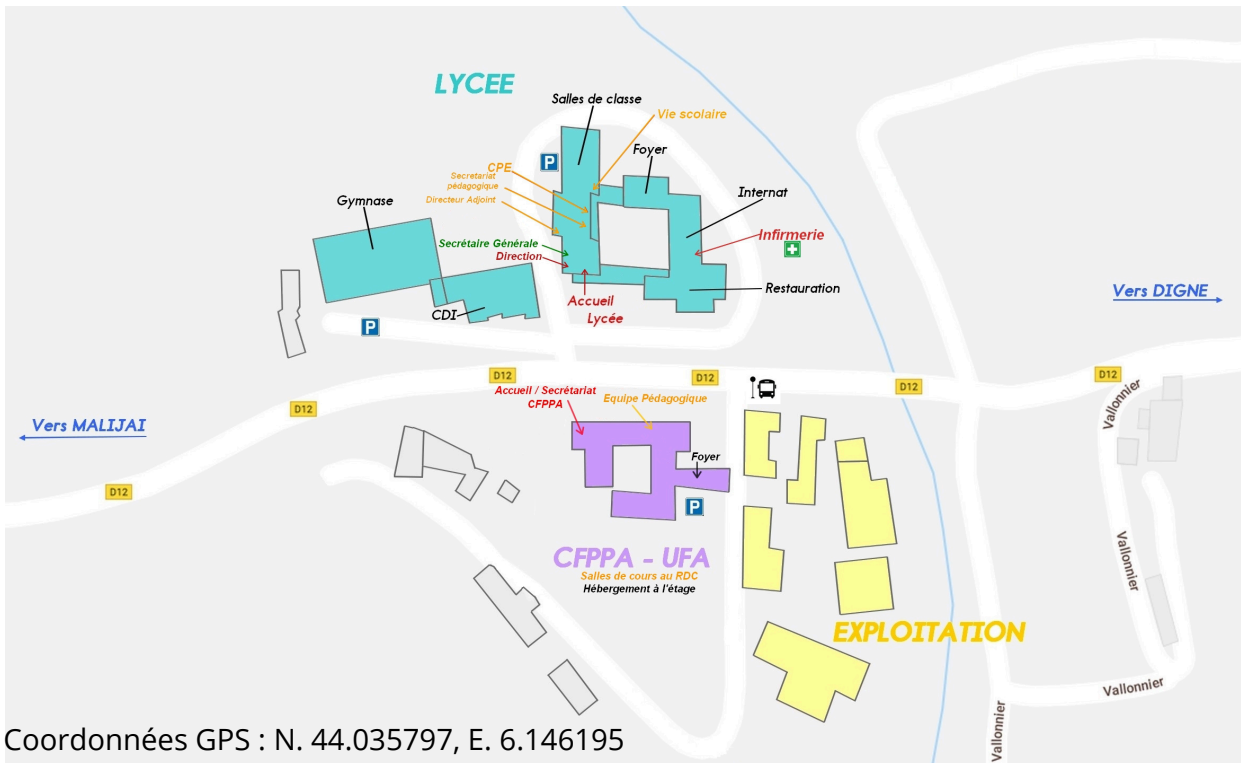 LYCEE
Salles de classe
Vie scolaire
Foyer
P
CPE
Secretariat
pédagogique
Directeur Adjoint
Internat
Gymnase
Infirmerie
Secrétaire Générale
Direction
Restauration
Vers DIGNE
Accueil
Lycée
CDI
P
D12
D12
D12
D12
Accueil / Secrétariat
CFPPA
Equipe Pédagogique
D12
Vers MALIJAI
Vallonnier
Foyer
D12
P
CFPPA - UFA
Salles de cours au RDC
Hébergement à l'étage
Vallonnier
EXPLOITATION
Vallonnier
Vallonnier
Coordonnées GPS : N. 44.035797, E. 6.146195